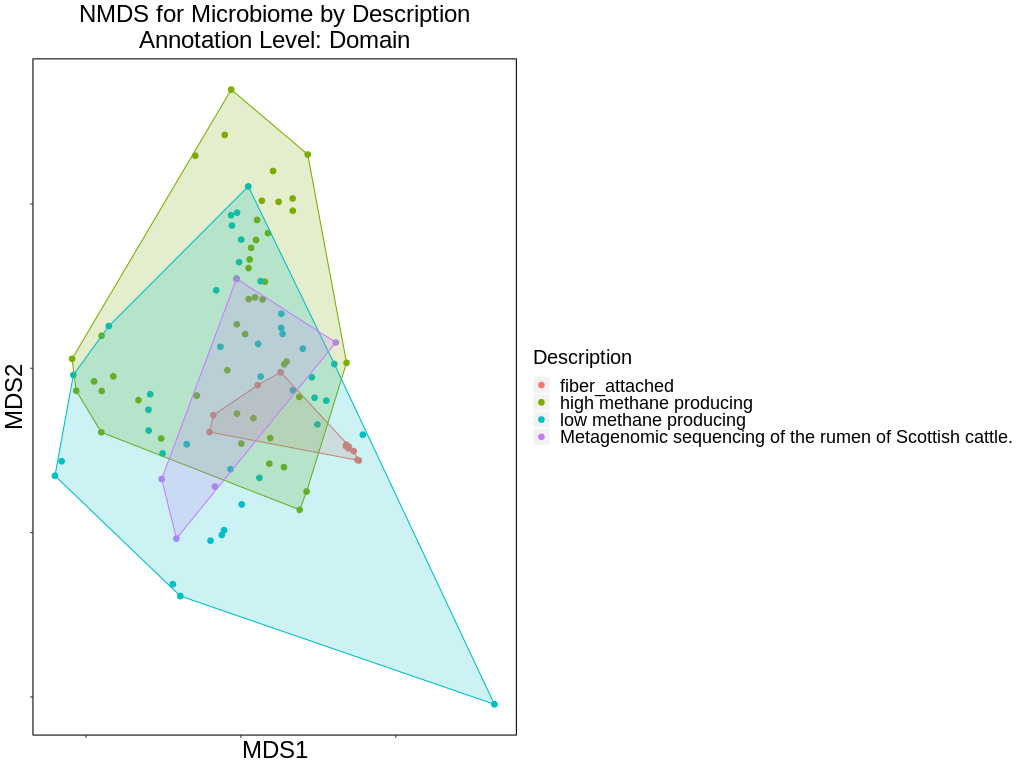 NMDS for Microbiome by Description
Annotation Level: Domain
MDS2
MDS1
Description
fiber_attached
high methane producing
low methane producing
Metagenomic sequencing of the rumen of Scottish cattle.